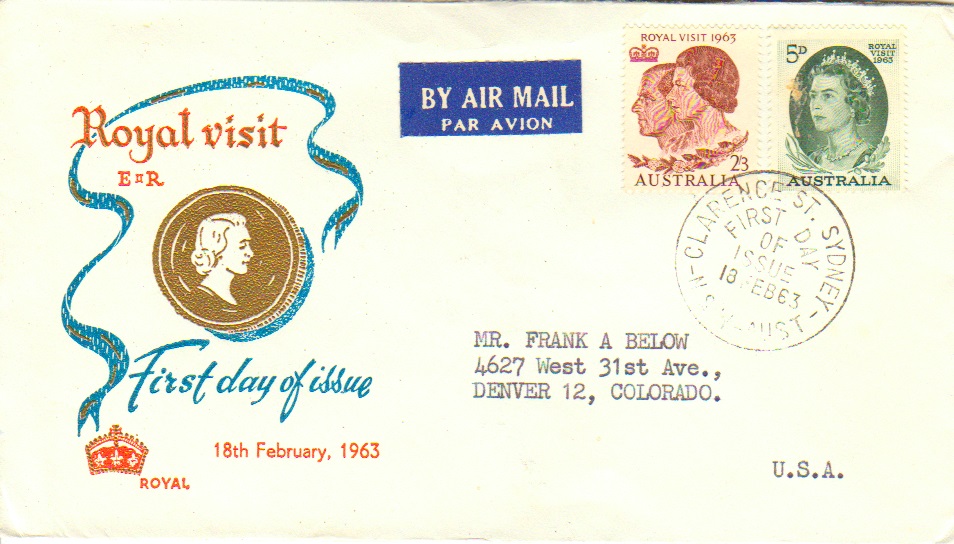 Royal visit
E II R
First day of issue
18th February, 1963
ROYAL
BY AIR MAIL
PAR AVION
ROYAL VISIT 1963
2/3
AUSTRALIA
5D
ROYAL
VISIT
1963
AUSTRALIA
CLARENCE ST. SYDNEY
FIRST DAY
OF
ISSUE
18 FEB 63
N.S.W-AUST-
MR. FRANK A BELOW
4627 West 31st Ave.,
DENVER 12, COLORADO.
U.S.A.